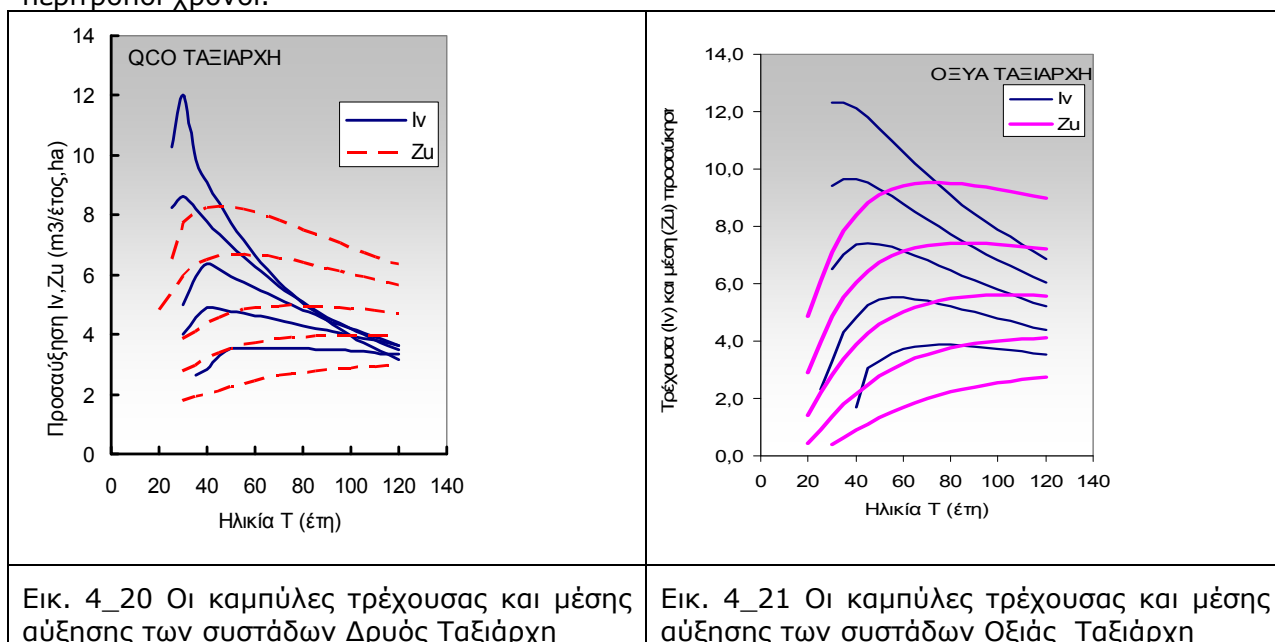 περίτροποι χρόνοι.
QCO ΤΑΞΙΑΡΧΗ
Iv
Zu
Προσαύξηση Iv,Zu (m3/έτος,ha)
14
12
10
8
6
4
2
0
0 20 40 60 80 100 120 140
Ηλικία Τ (έτη)
ΟΞΥΑ ΤΑΞΙΑΡΧΗ
Iv
Zu
Τρέχουσα (Iv) και μέση (Zu) προσαύκησr
14,0
12,0
10,0
8,0
6,0
4,0
2,0
0,0
0 20 40 60 80 100 120 140
Ηλικία Τ (έτη)
Εικ. 4_20 Οι καμπύλες τρέχουσας και μέσης
αύξησης των συστάδων Δρυός Ταξιάρχη
Εικ. 4_21 Οι καμπύλες τρέχουσας και μέσης
αύξησης των συστάδων Οξιάς Ταξιάρχη